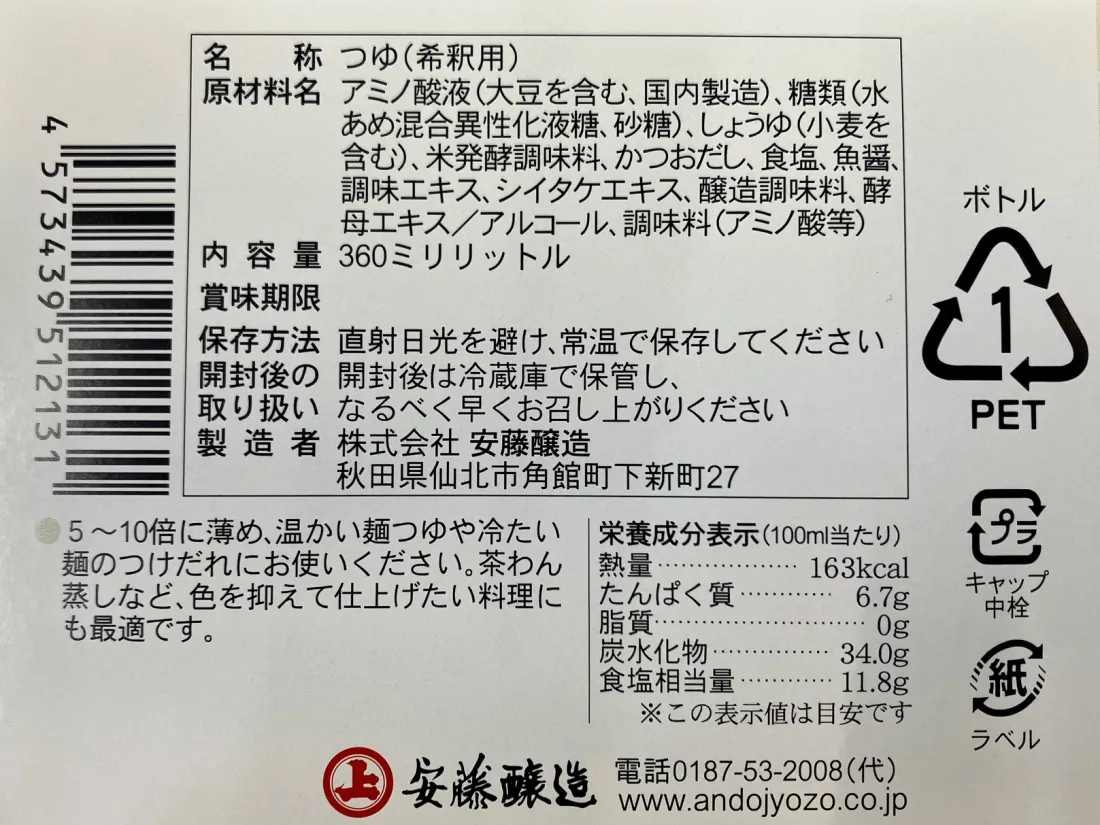 4573439512131
名称 つゆ(希釈用)
原材料名 アミノ酸液(大豆を含む、国内製造)、糖類(水
あめ混合異性化液糖、砂糖)、しょうゆ(小麦を
含む)、米発酵調味料、かつおだし、食塩、魚醤、
調味エキス、シイタケエキス、醸造調味料、酵
母エキス/アルコール、調味料(アミノ酸等)
内容量 360ミリリットル
賞味期限
保存方法 直射日光を避け、常温で保存してください
開封後の 開封後は冷蔵庫で保管し、
取り扱い なるべく早くお召し上がりください
製造者 株式会社 安藤醸造
秋田県仙北市角館町下新町27
ボトル
1
PET
プラ
キャップ
中栓
紙
ラベル
5〜10倍に薄め、温かい麺つゆや冷たい
麺のつけだれにお使いください。茶わん
蒸しなど、色を抑えて仕上げたい料理に
も最適です。
栄養成分表示(100ml当たり)
熱量……………… 163kcal
たんぱく質………… 6.7g
脂質…………………… 0g
炭水化物…………… 34.0g
食塩相当量………… 11.8g
※この表示値は目安です
上 安藤醸造
電話0187-53-2008(代)
www.andojyozo.co.jp